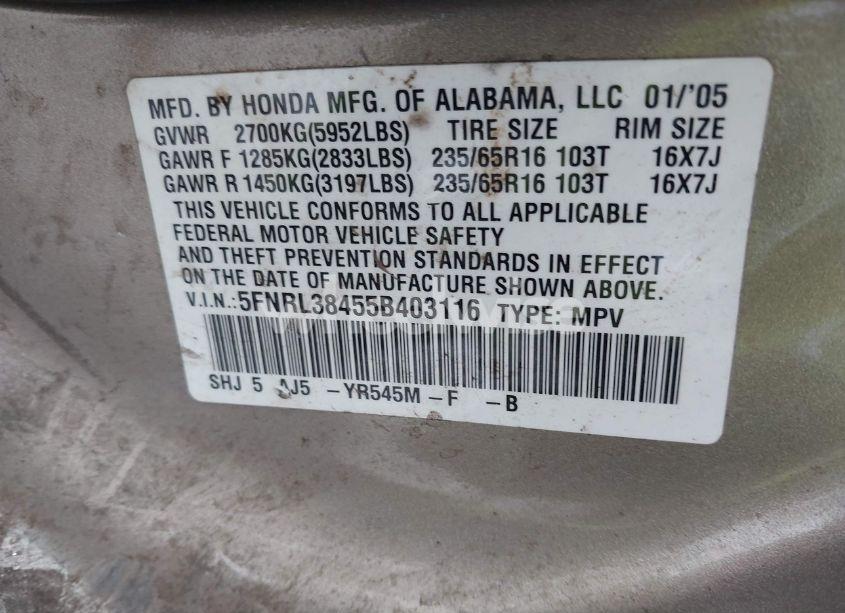 MFD. BY HONDA MFG. OF ALABAMA, LLC 01/'05
GVWR 2700KG(5952LBS) TIRE SIZE RIM SIZE
GAWR F 1285KG(2833LBS) 235/65R16 103T 16X7J
GAWR R 1450KG(3197LBS) 235/65R16 103T 16X7J
THIS VEHICLE CONFORMS TO ALL APPLICABLE
FEDERAL MOTOR VEHICLE SAFETY
AND THEFT PREVENTION STANDARDS IN EFFECT
ON THE DATE OF MANUFACTURE SHOWN ABOVE.
V.I.N.:5FNRL38455B403116 TYPE: MPV
SHJ 5 AJ5 -YR545M -F -B